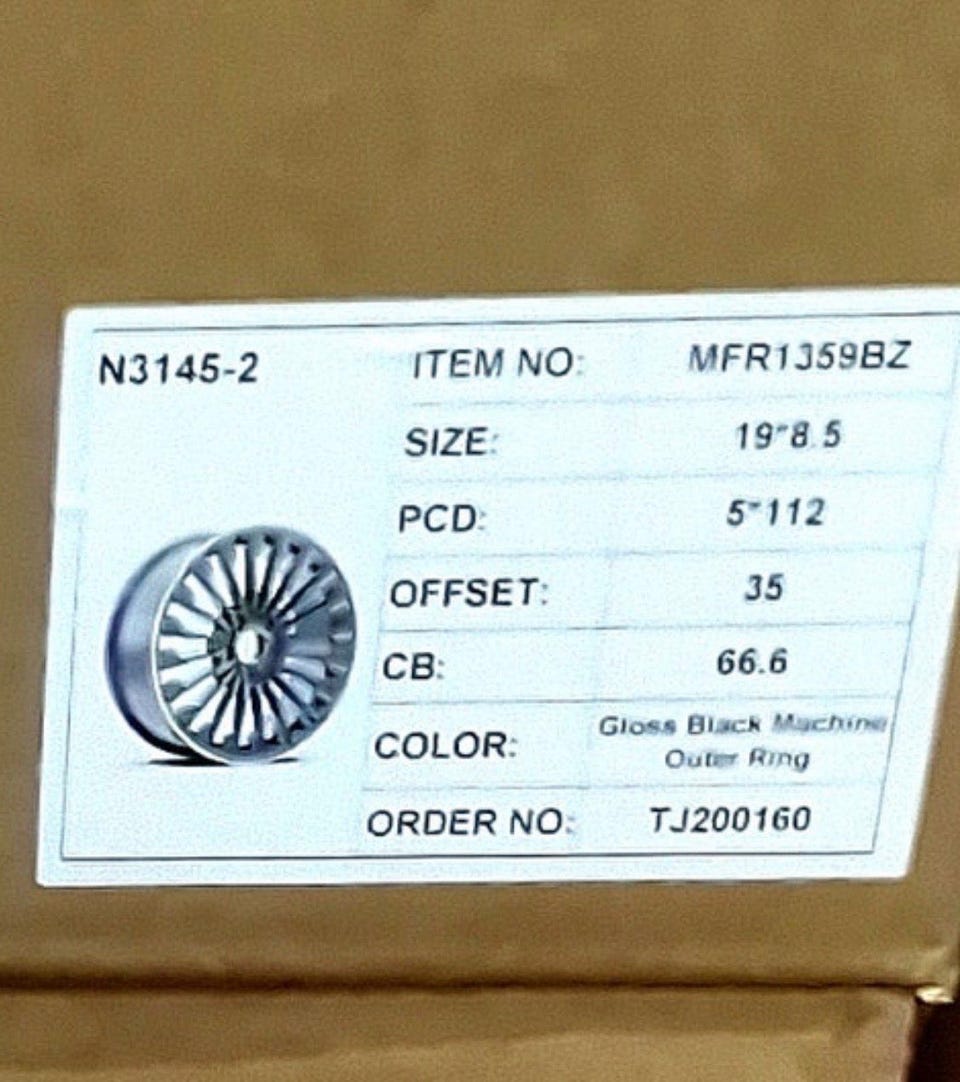 N3145-2
ITEM NO: MFR1359BZ
SIZE: 19*8.5
PCD: 5*112
OFFSET: 35
CB: 66.6
COLOR: Gloss Black Machine
Outer Ring
ORDER NO: TJ200160